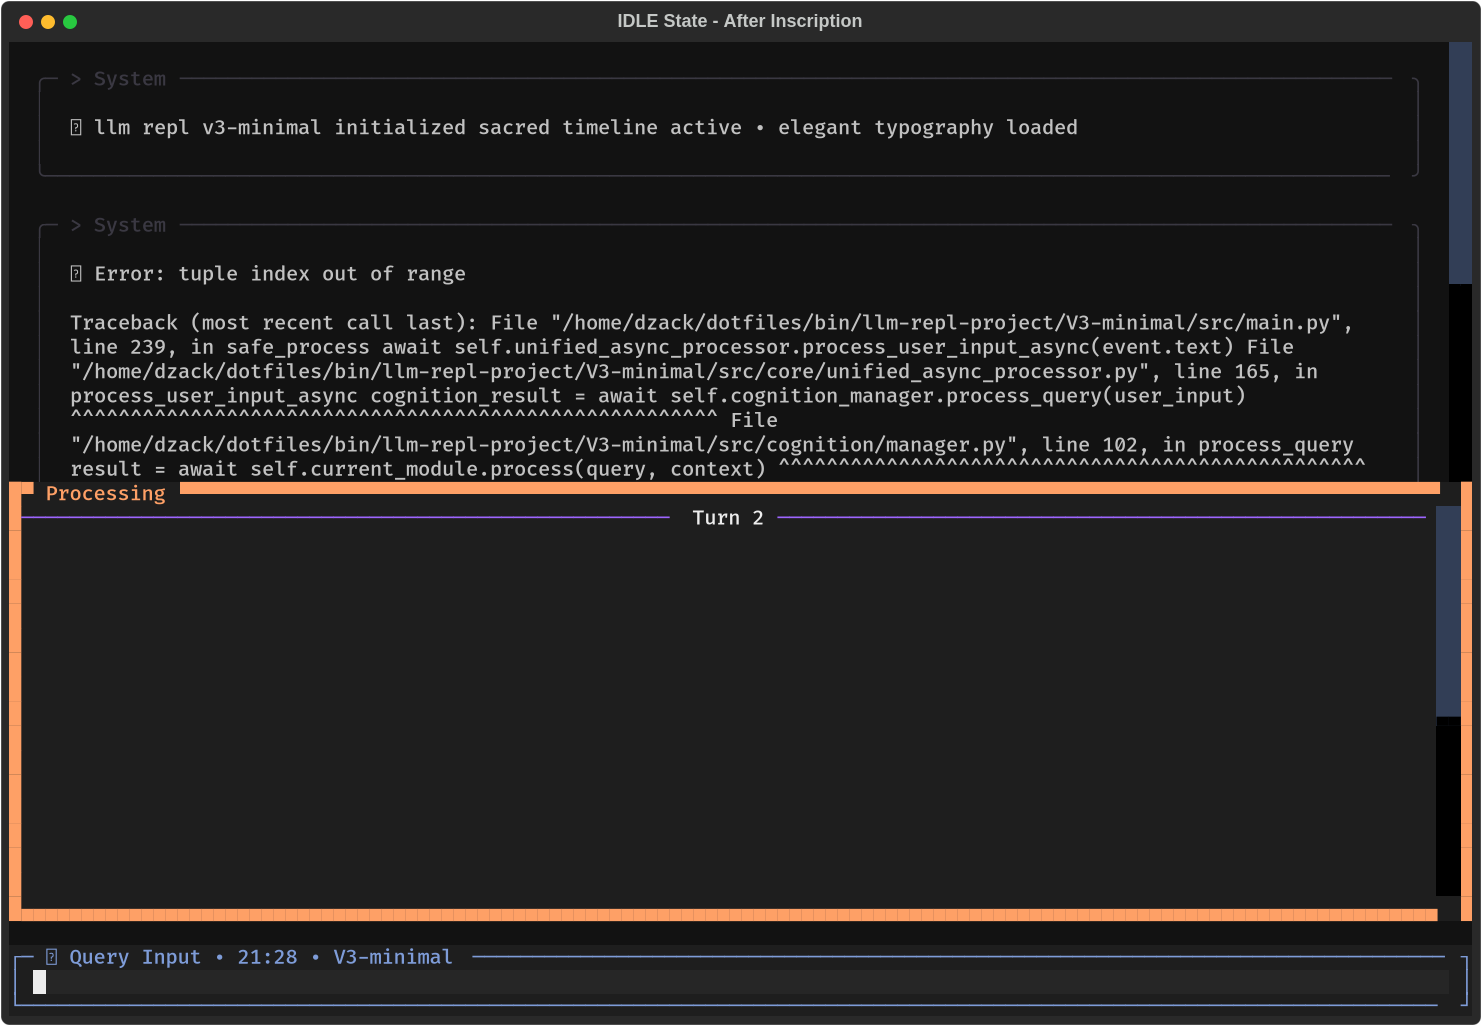 IDLE State - After Inscription
> System
llm repl v3-minimal initialized sacred timeline active • elegant typography loaded
> System
Error: tuple index out of range
Traceback (most recent call last): File "/home/dzack/dotfiles/bin/llm-repl-project/V3-minimal/src/main.py",
line 239, in safe_process await self.unified_async_processor.process_user_input_async(event.text) File
"/home/dzack/dotfiles/bin/llm-repl-project/V3-minimal/src/core/unified_async_processor.py", line 165, in
process_user_input_async cognition_result = await self.cognition_manager.process_query(user_input)
^^^^^^^^^^^^^^^^^^^^^^^^^^^^^^^^^^^^^^^^^^^^^^^^^^^^^^ File
"/home/dzack/dotfiles/bin/llm-repl-project/V3-minimal/src/cognition/manager.py", line 102, in process_query
result = await self.current_module.process(query, context) ^^^^^^^^^^^^^^^^^^^^^^^^^^^^^^^^^^^^^^^^^^^^^^^^^
Processing
Turn 2
Query Input • 21:28 • V3-minimal